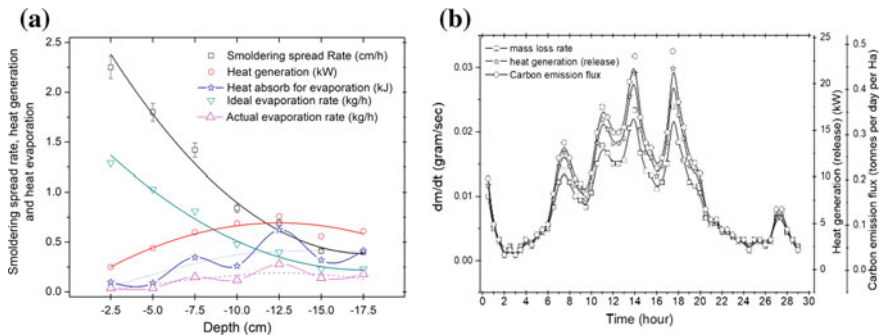 (a)
Smoldering spread rate, heat generation
and heat evaporation
2.5
2.0
1.5
1.0
0.5
0.0
Smoldering spread Rate (cm/h)
Heat generation (kW)
Heat absorb for evaporation (kJ)
Ideal evaporation rate (kg/h)
Actual evaporation rate (kg/h)
-2.5 -5.0 -7.5 -10.0 -12.5 -15.0 -17.5
Depth (cm)
(b)
dm/dt (gram/sec)
0.03
0.02
0.01
0.00
mass loss rate
heat generation (release)
Carbon emission flux
0 2 4 6 8 10 12 14 16 18 20 22 24 26 28 30
Time (hour)
25
20
15
10
5
0
Heat generation (release) (kW)
0.5
0.4
0.3
0.2
0.1
0.0
Carbon emission flux (tonnes per day per Ha)